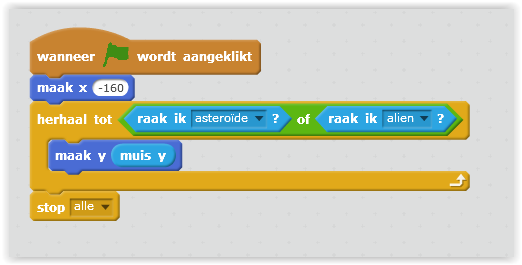 wanneer wordt aangeklikt
maak x -160
herhaal tot raak ik asteroïde ? of raak ik alien ?
maak y muis y
stop alle